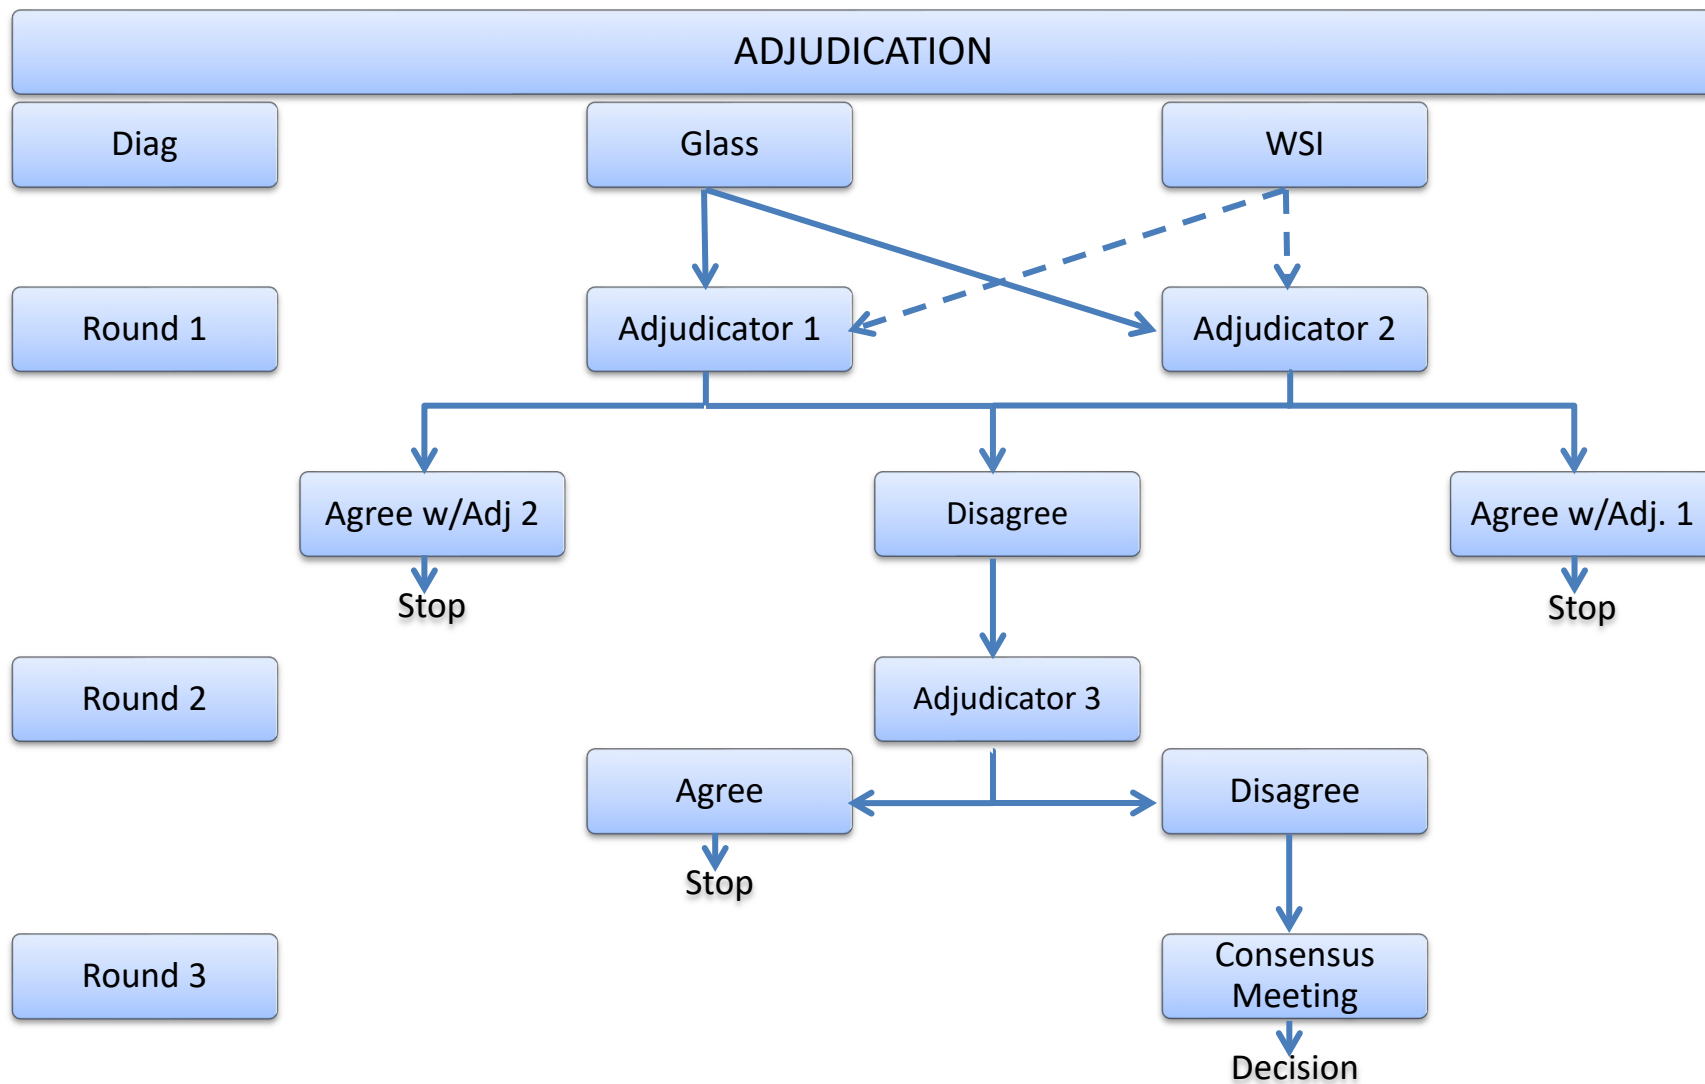 ADJUDICATION
Diag
Glass
WSI
Round 1
Adjudicator 1
Adjudicator 2
Agree w/Adj 2
Disagree
Agree w/Adj. 1
Stop
Stop
Round 2
Adjudicator 3
Agree
Disagree
Stop
Round 3
Consensus
Meeting
Decision